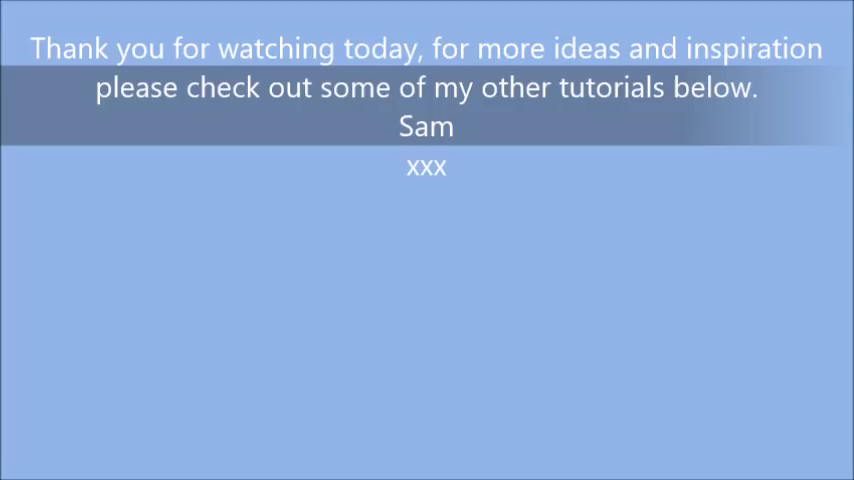 Thank you for watching today, for more ideas and inspiration
please check out some of my other tutorials below.
Sam
xxx